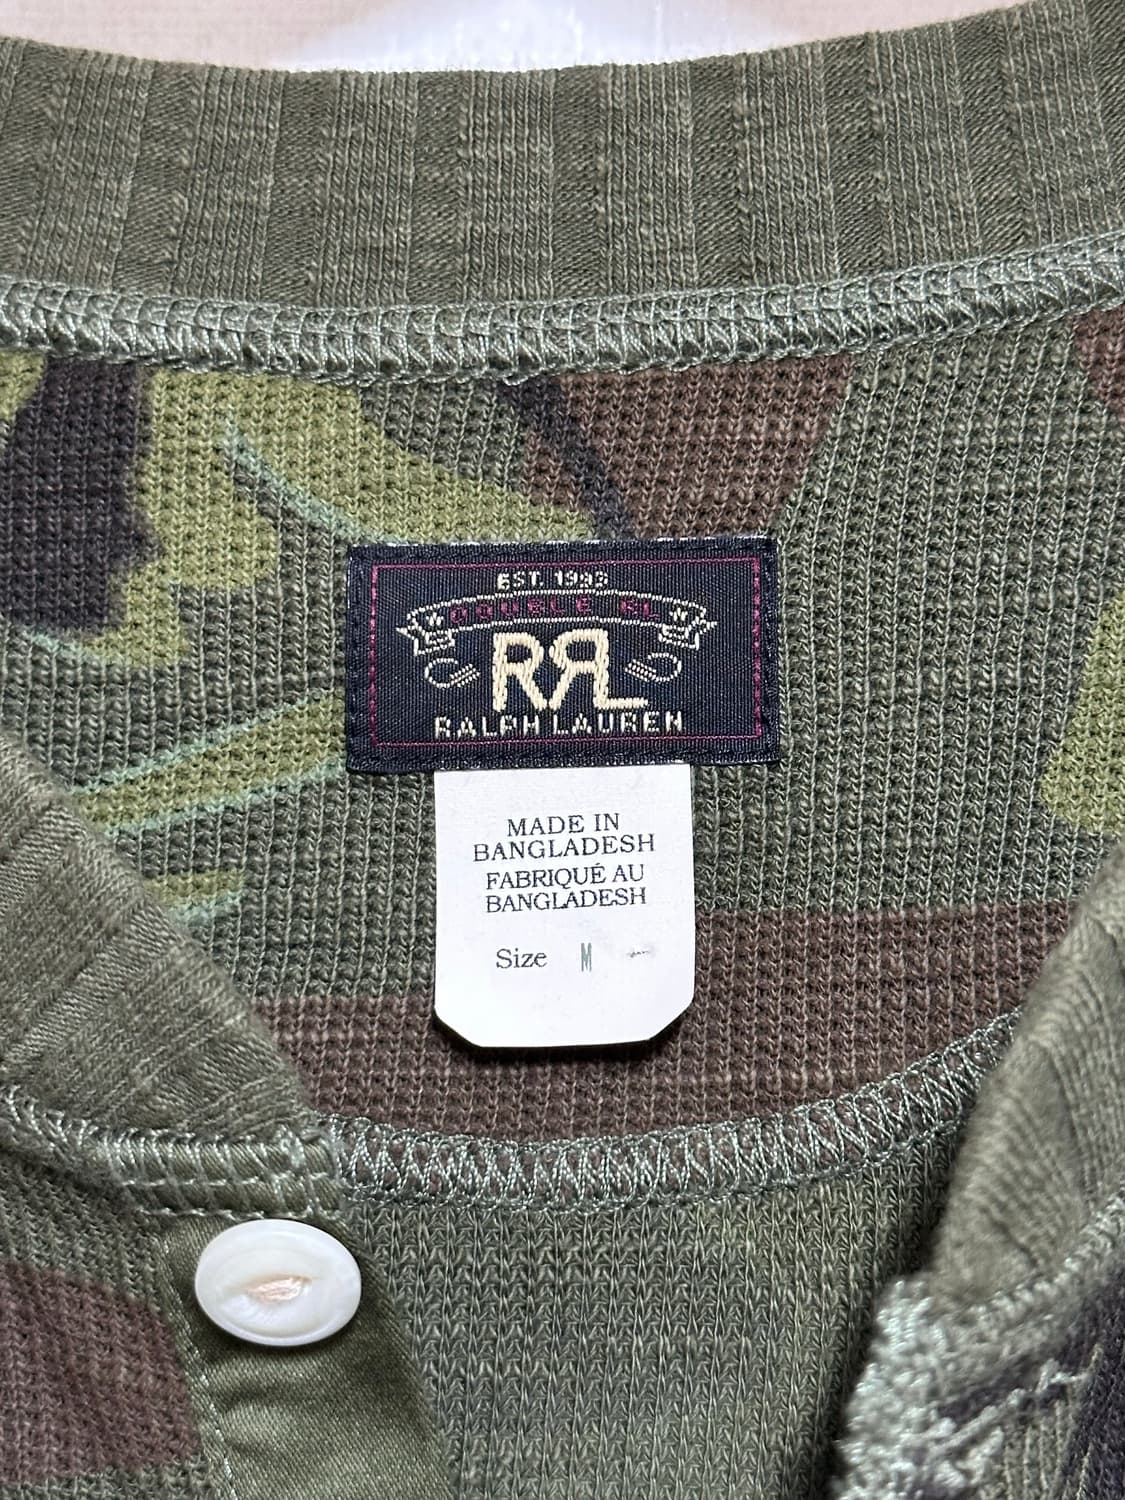 EST. 1993
DOUBLE RL
RRL
RALPH LAUREN
MADE IN
BANGLADESH
FABRIQUÉ AU
BANGLADESH
Size M